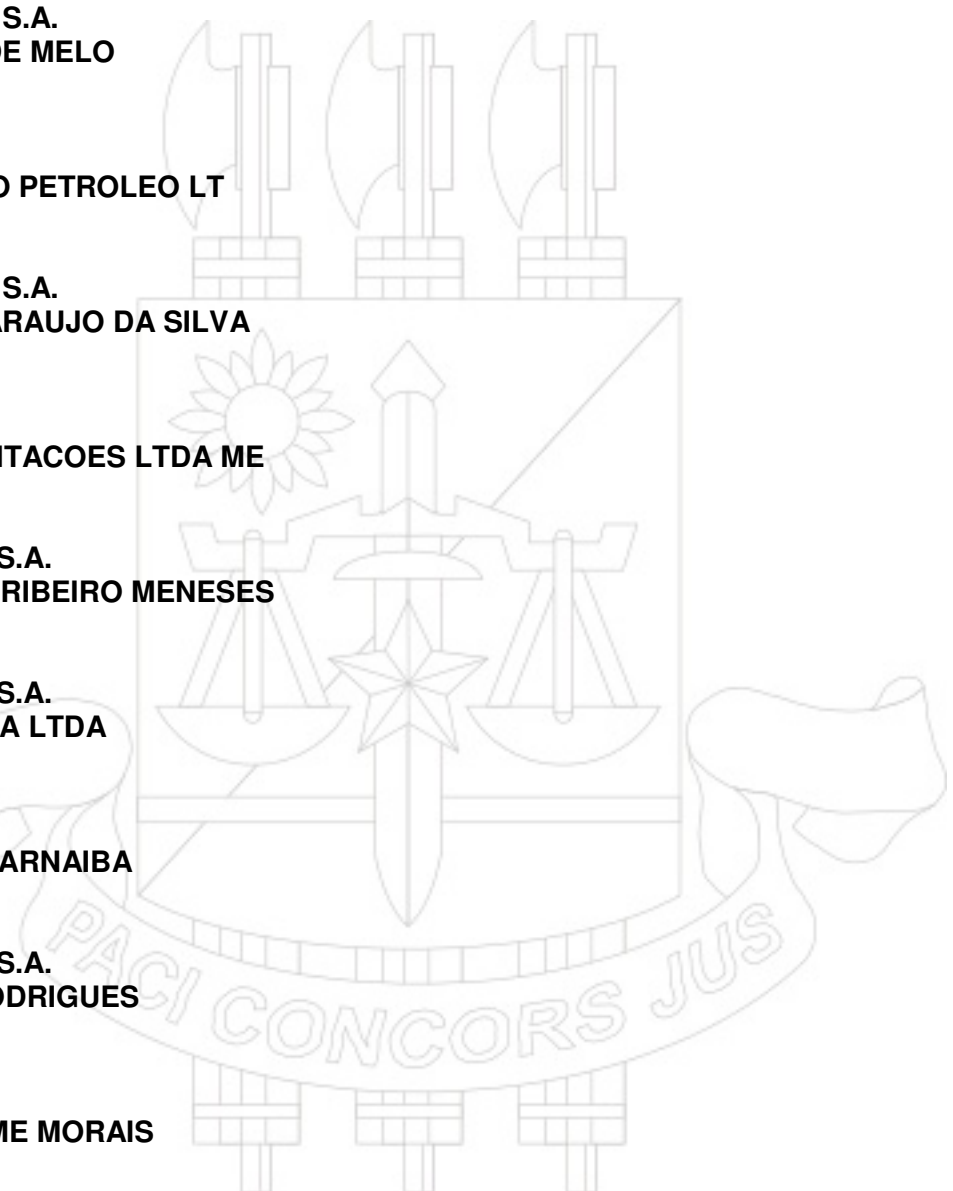 S.A.
DE MELO
O PETROLEO LT
S.A.
ARAUJO DA SILVA
ITACOES LTDA ME
S.A.
RIBEIRO MENESES
S.A.
A LTDA
ARNAIBA
S.A.
ODRIGUES
ME MORAIS
PACI CONCORS JUS